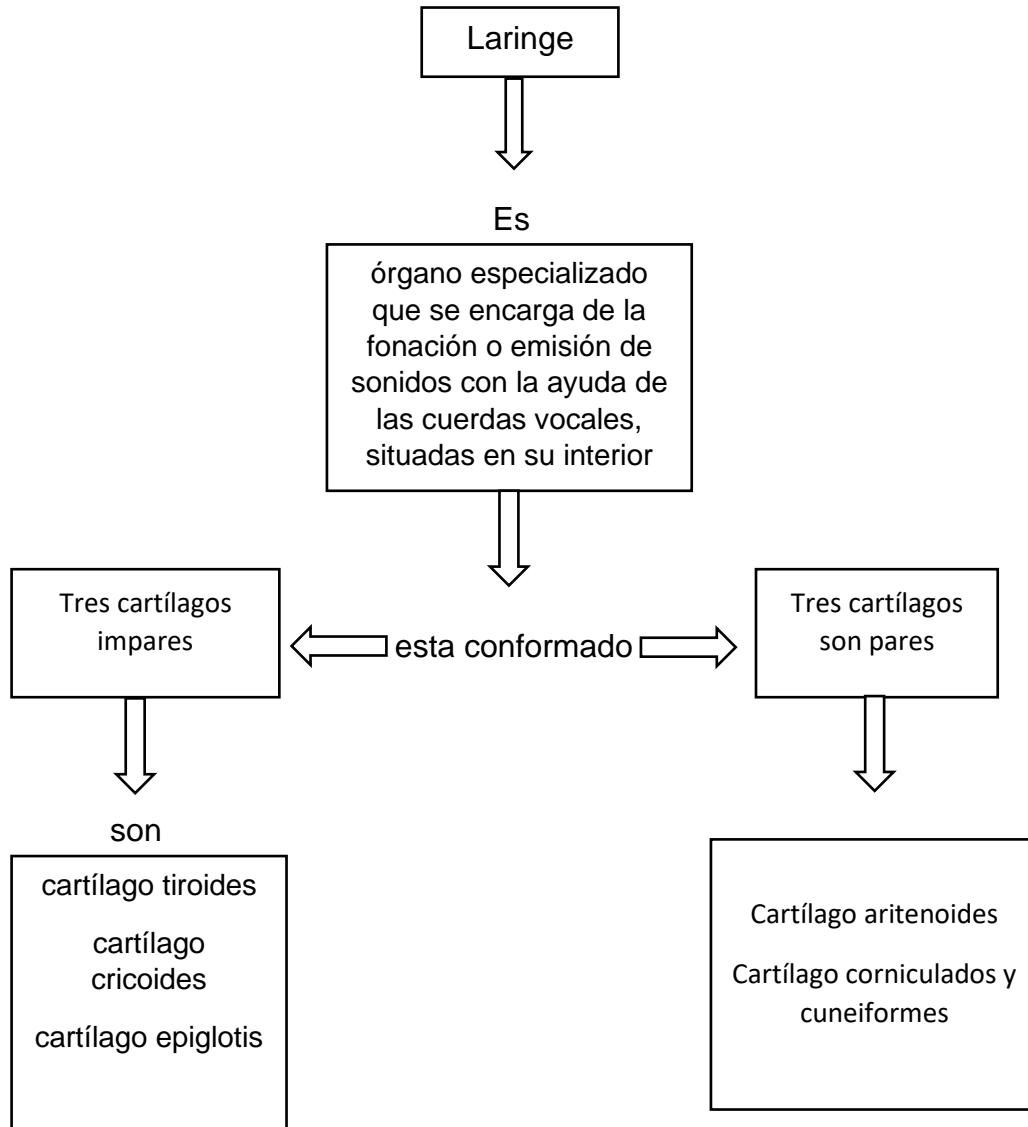 Laringe
Es
órgano especializado
que se encarga de la
fonación o emisión de
sonidos con la ayuda de
las cuerdas vocales,
situadas en su interior
Tres cartílagos
impares
esta conformado
Tres cartílagos
son pares
son
cartílago tiroides
cartílago
cricoides
cartílago epiglotis
Cartílago aritenoides
Cartílago corniculados y
cuneiformes